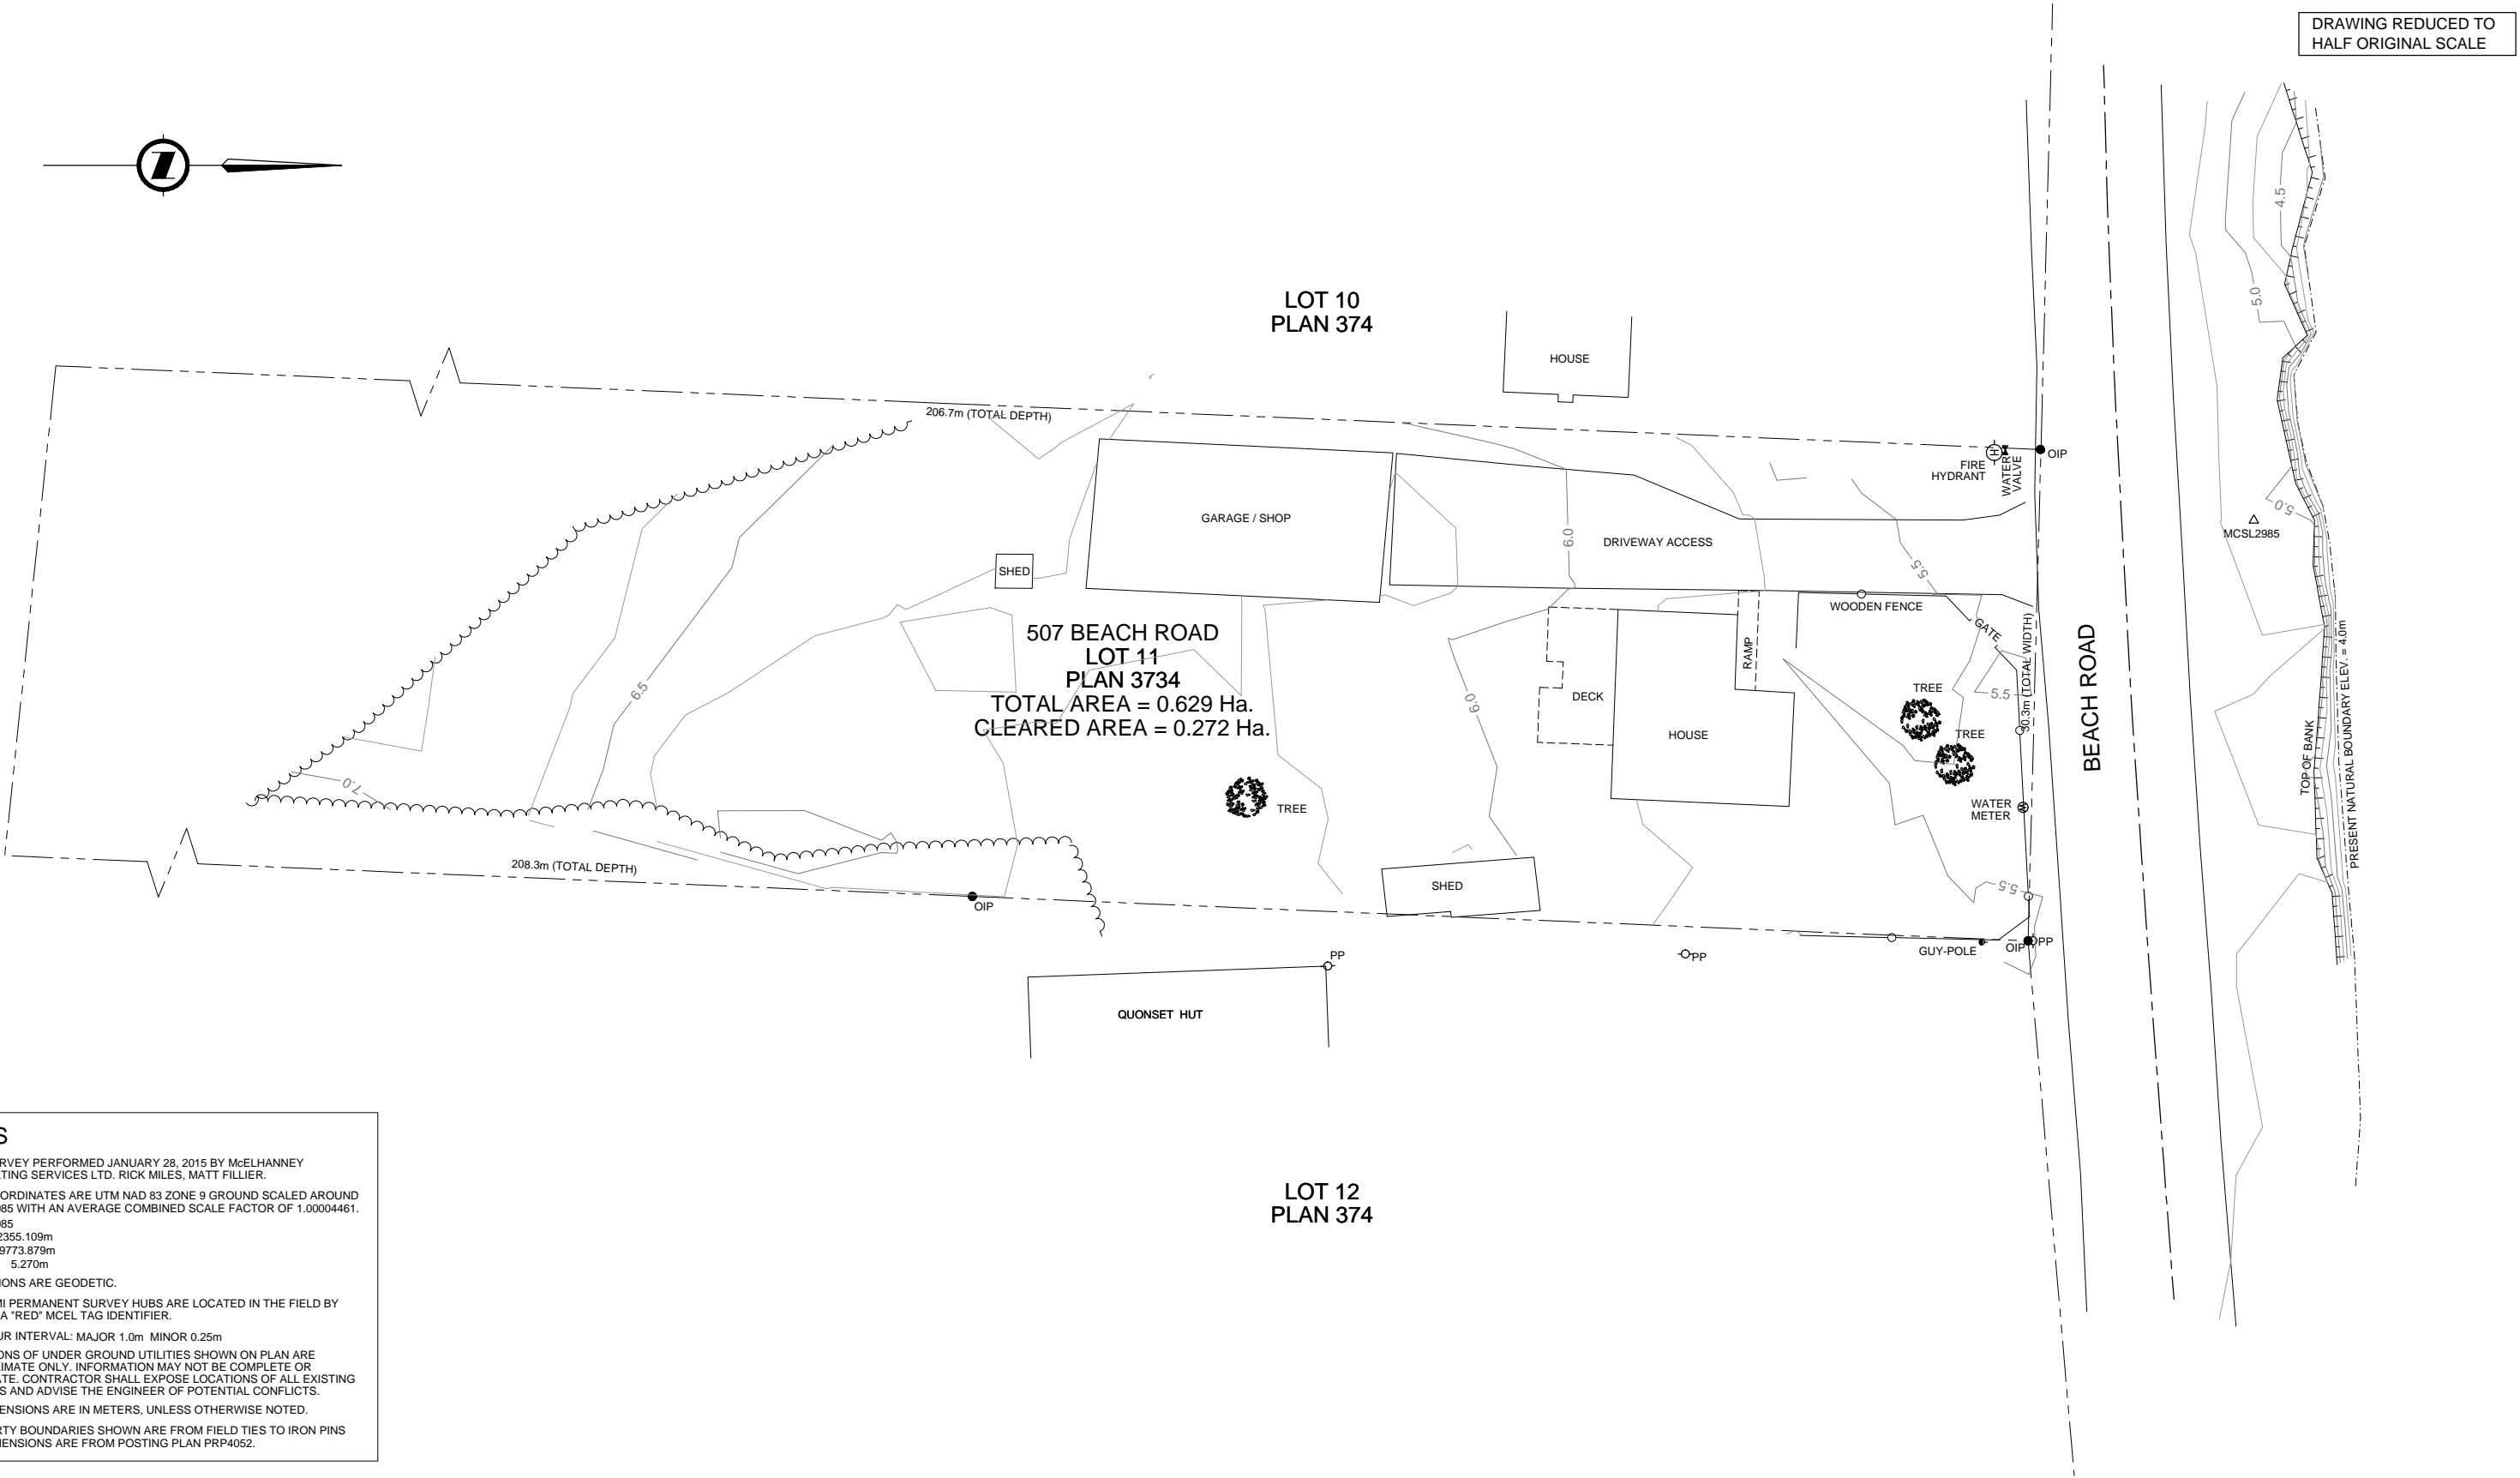 DRAWING REDUCED TO
HALF ORIGINAL SCALE
Z
LOT 10
PLAN 374
HOUSE
206.7m (TOTAL DEPTH)
FIRE
HYDRANT
H
WATER
VALVE
OIP
4.5
5.0
5.0
MCSL2985
GARAGE / SHOP
6.0
DRIVEWAY ACCESS
5.5
SHED
WOODEN FENCE
GATE
507 BEACH ROAD
LOT 11
PLAN 3734
TOTAL AREA = 0.629 Ha.
CLEARED AREA = 0.272 Ha.
6.5
6.0
RAMP
DECK
HOUSE
TREE
TREE
5.5
30.3m (TOTAL WIDTH)
BEACH ROAD
TOP OF BANK
PRESENT NATURAL BOUNDARY ELEV. = 4.0m
7.0
TREE
WATER
METER
208.3m (TOTAL DEPTH)
OIP
SHED
5.5
GUY-POLE
OIP
PP
PP
PP
QUONSET HUT
LOT 12
PLAN 374
S
RVEY PERFORMED JANUARY 28, 2015 BY McELHANNEY
TING SERVICES LTD. RICK MILES, MATT FILLIER.
ORDINATES ARE UTM NAD 83 ZONE 9 GROUND SCALED AROUND
985 WITH AN AVERAGE COMBINED SCALE FACTOR OF 1.00004461.
985
2355.109m
9773.879m
5.270m
IONS ARE GEODETIC.
MI PERMANENT SURVEY HUBS ARE LOCATED IN THE FIELD BY
A "RED" MCEL TAG IDENTIFIER.
UR INTERVAL: MAJOR 1.0m MINOR 0.25m
ONS OF UNDER GROUND UTILITIES SHOWN ON PLAN ARE
XIMATE ONLY. INFORMATION MAY NOT BE COMPLETE OR
ATE. CONTRACTOR SHALL EXPOSE LOCATIONS OF ALL EXISTING
S AND ADVISE THE ENGINEER OF POTENTIAL CONFLICTS.
ENSIONS ARE IN METERS, UNLESS OTHERWISE NOTED.
RTY BOUNDARIES SHOWN ARE FROM FIELD TIES TO IRON PINS
MENSIONS ARE FROM POSTING PLAN PRP4052.